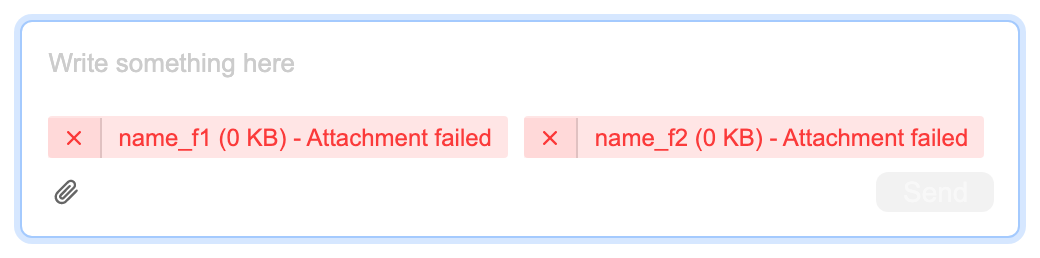 Write something here
name_f1 (0 KB) - Attachment failed
name_f2 (0 KB) - Attachment failed
Send